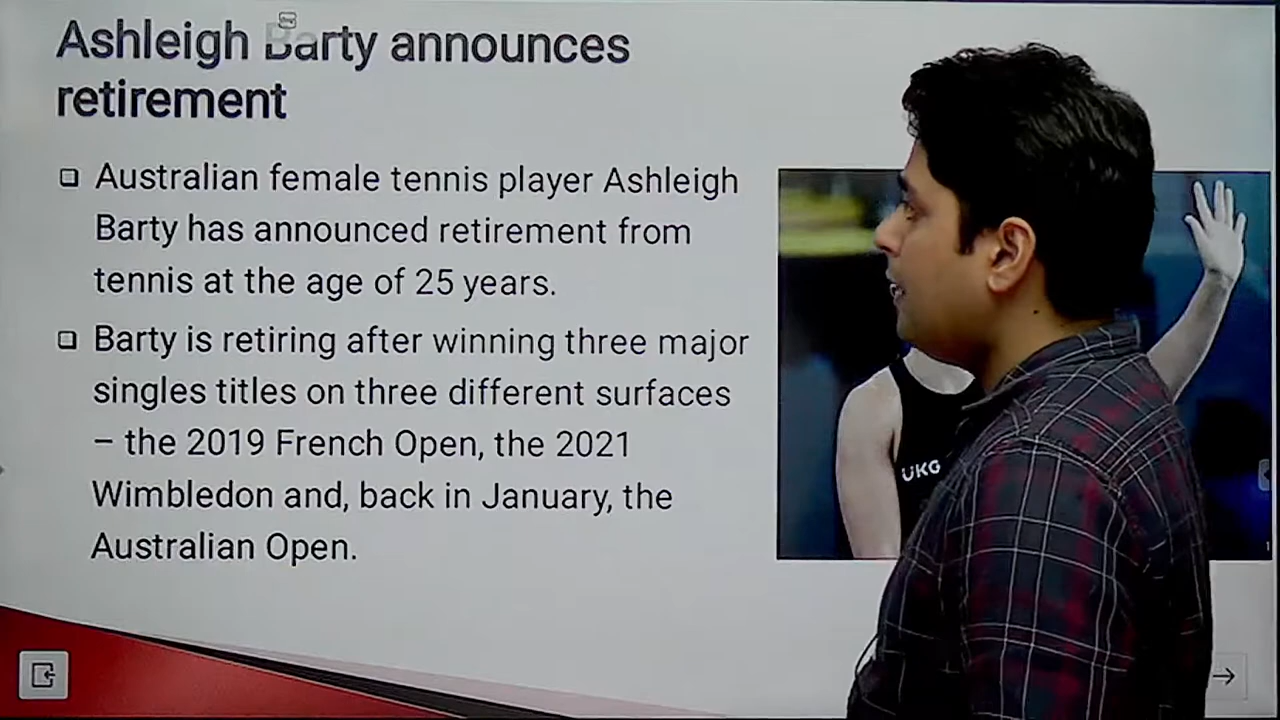 Ashleigh Barty announces
retirement
Australian female tennis player Ashleigh
Barty has announced retirement from
tennis at the age of 25 years.
Barty is retiring after winning three major
singles titles on three different surfaces
– the 2019 French Open, the 2021
Wimbledon and, back in January, the
Australian Open.
UKG